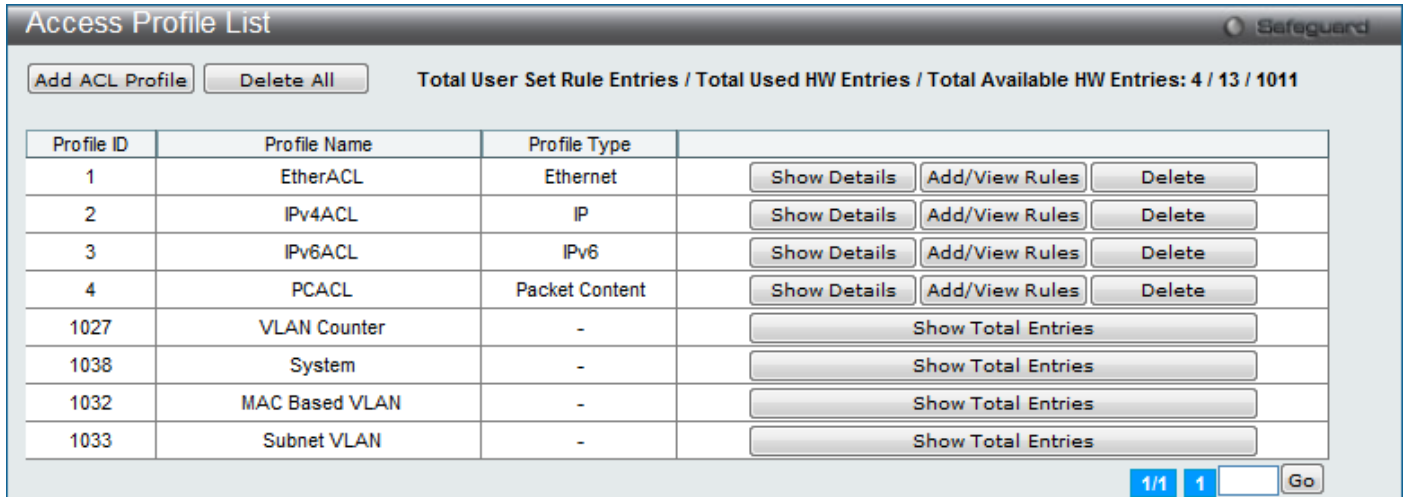 Access Profile List Safeguard
Add ACL Profile Delete All Total User Set Rule Entries / Total Used HW Entries / Total Available HW Entries: 4 / 13 / 1011
Profile ID Profile Name Profile Type
1 EtherACL Ethernet Show Details Add/View Rules Delete
2 IPv4ACL IP Show Details Add/View Rules Delete
3 IPv6ACL IPv6 Show Details Add/View Rules Delete
4 PCACL Packet Content Show Details Add/View Rules Delete
1027 VLAN Counter - Show Total Entries
1038 System - Show Total Entries
1032 MAC Based VLAN - Show Total Entries
1033 Subnet VLAN - Show Total Entries
1/1 1 Go